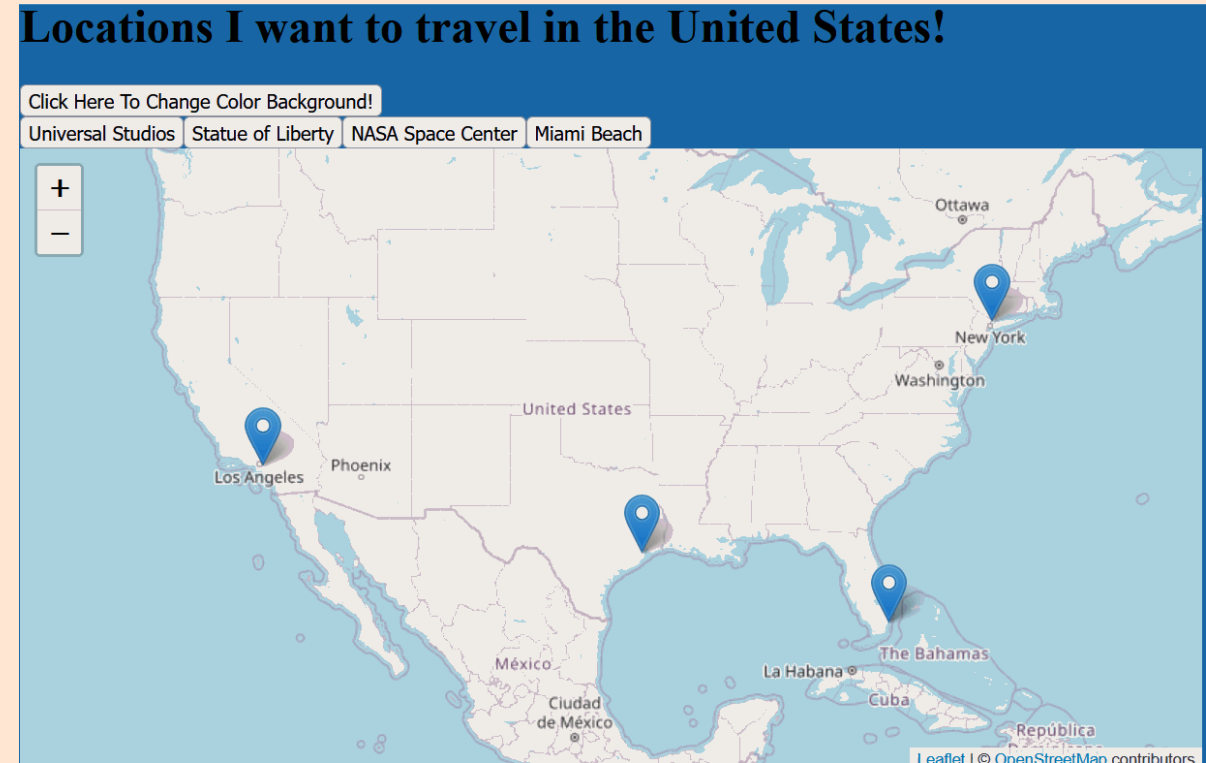 Locations I want to travel in the United States!
Click Here To Change Color Background!
Universal Studios Statue of Liberty NASA Space Center Miami Beach
+
−
Ottawa
New York
Washington
United States
Phoenix
Los Angeles
The Bahamas
México
La Habana
Cuba
Ciudad
de México
República
Leaflet | © OpenStreetMap contributors